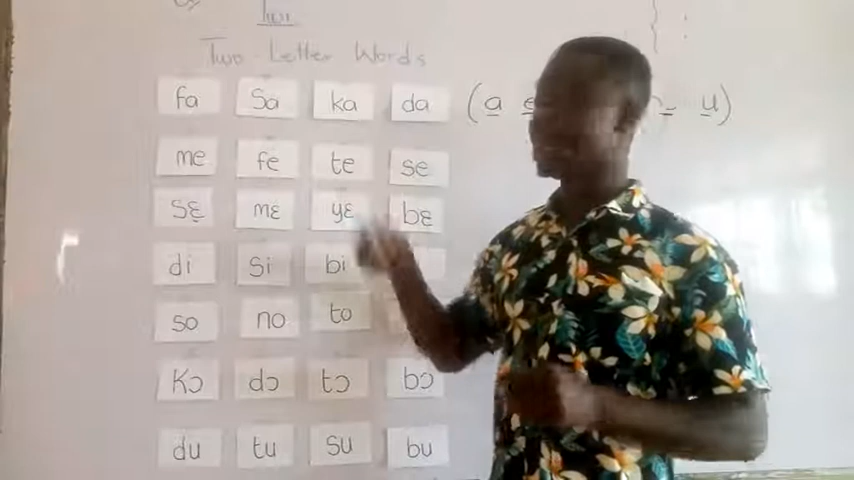 Twi
Two-Letter Words
fa sa ka da (a e u)
me fe te se
sɛ mɛ yɛ bɛ
di si bi
so no to
Kɔ dɔ tɔ bɔ
du tu su bu